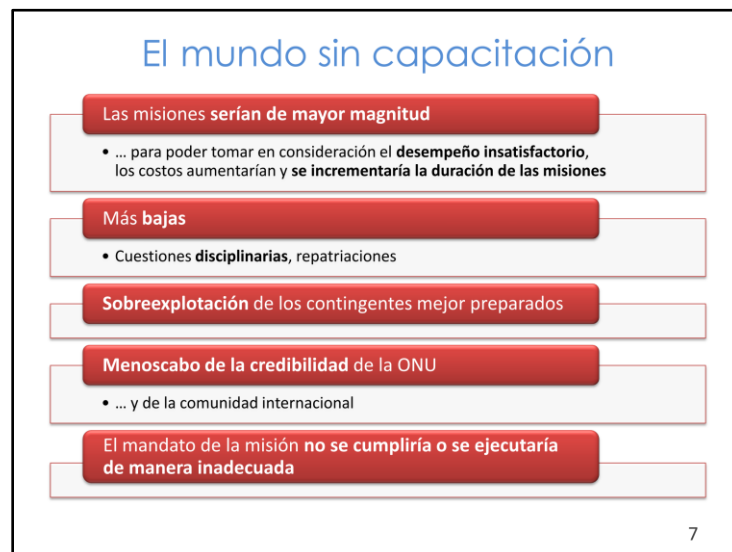 El mundo sin capacitación
Las misiones serían de mayor magnitud
• ... para poder tomar en consideración el desempeño insatisfactorio,
los costos aumentarían y se incrementaría la duración de las misiones
Más bajas
• Cuestiones disciplinarias, repatriaciones
Sobreexplotación de los contingentes mejor preparados
Menoscabo de la credibilidad de la ONU
• ... y de la comunidad internacional
El mandato de la misión no se cumpliría o se ejecutaría
de manera inadecuada
7